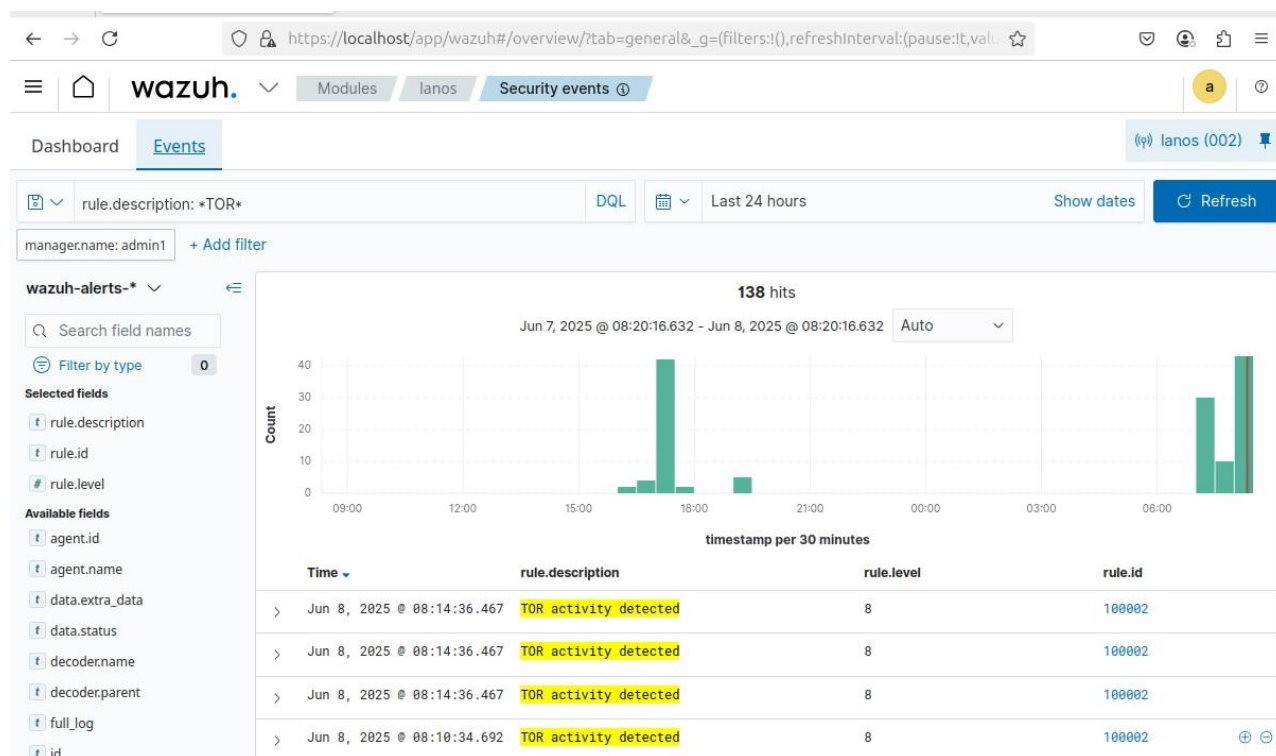 https://localhost/app/wazuh#/overview/?tab=general&_g=(filters:!(),refreshInterval:(pause:!t,valu
wazuh.
Modules
Ianos
Security events
a
Dashboard
Events
Ianos (002)
rule.description: *TOR*
DQL
Last 24 hours
Show dates
Refresh
manager.name: admin1
+ Add filter
wazuh-alerts-*
Search field names
Filter by type
0
Selected fields
t rule.description
t rule.id
# rule.level
Available fields
t agent.id
t agent.name
t data.extra_data
t data.status
t decoder.name
t decoder.parent
t full_log
t id
138 hits
Jun 7, 2025 @ 08:20:16.632 - Jun 8, 2025 @ 08:20:16.632
Auto
Count
40
30
20
10
0
09:00 12:00 15:00 18:00 21:00 00:00 03:00 06:00
timestamp per 30 minutes
Time rule.description rule.level rule.id
Jun 8, 2025 @ 08:14:36.467 TOR activity detected 8 100002
Jun 8, 2025 @ 08:14:36.467 TOR activity detected 8 100002
Jun 8, 2025 @ 08:14:36.467 TOR activity detected 8 100002
Jun 8, 2025 @ 08:10:34.692 TOR activity detected 8 100002